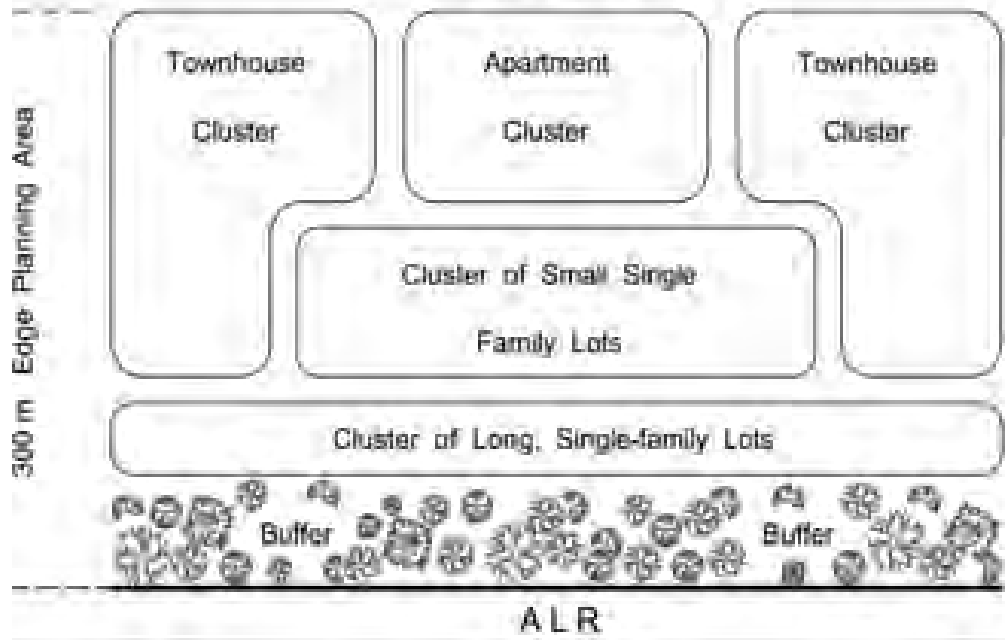 Townhouse
Cluster
Apartment
Cluster
Townhouse
Cluster
300 m Edge Planning Area
Cluster of Small Single
Family Lots
Cluster of Long, Single-family Lots
Buffer
Buffer
ALR